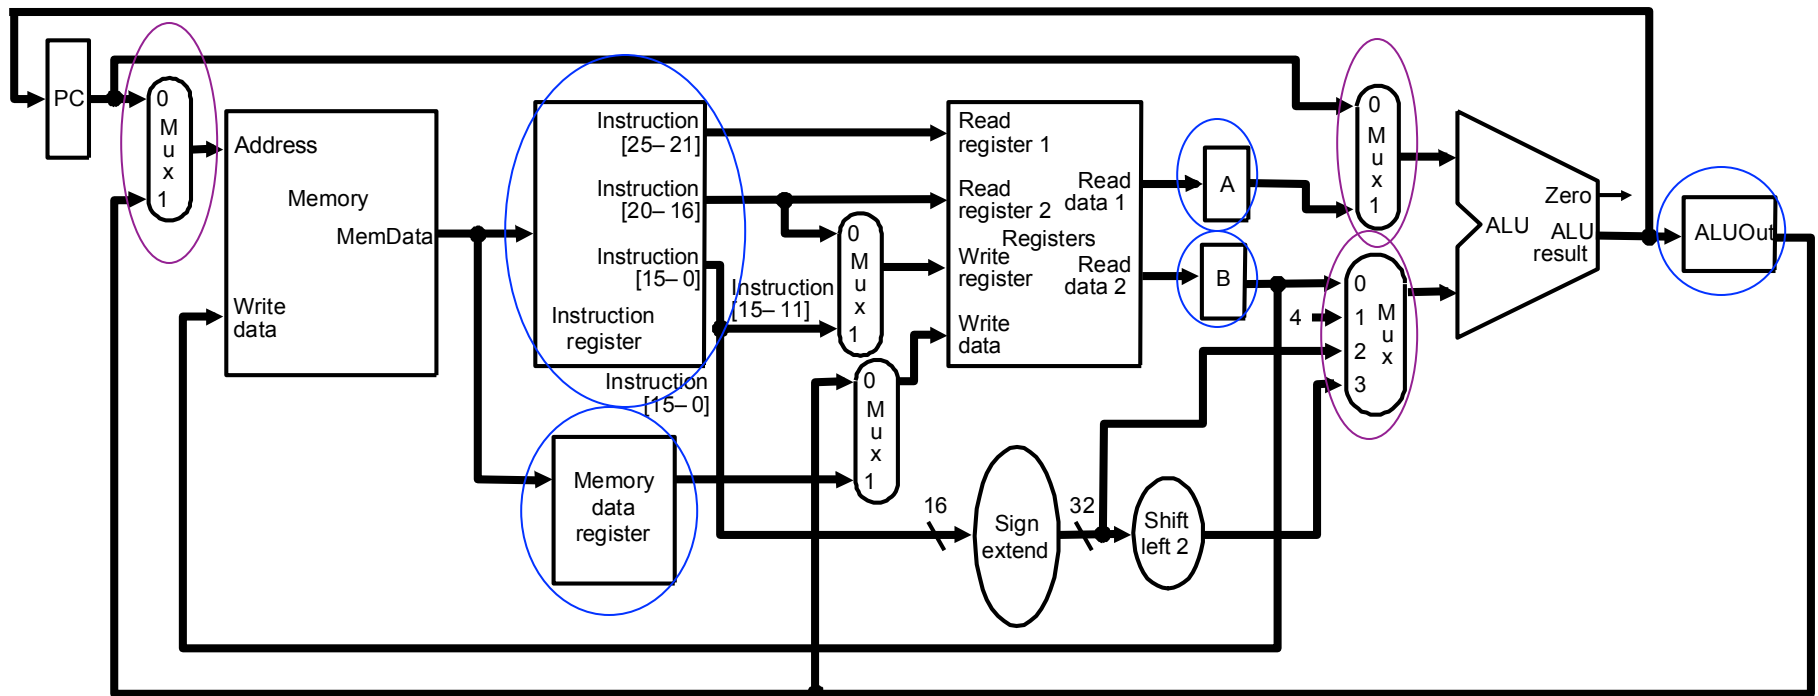 PC
0
M
u
x
1
Address
Memory
MemData
Write
data
Instruction
[25– 21]
Instruction
[20– 16]
Instruction
[15– 0]
Instruction
register
Instruction
[15– 11]
Instruction
[15– 0]
Memory
data
register
0
M
u
x
1
0
M
u
x
1
Read
register 1
Read
register 2
Registers
Write
register
Write
data
Read
data 1
Read
data 2
16
Sign
extend
32
Shift
left 2
A
B
4
0
M
u
x
1
0
1
2
3
M
u
x
ALU
Zero
ALU
result
ALUOut